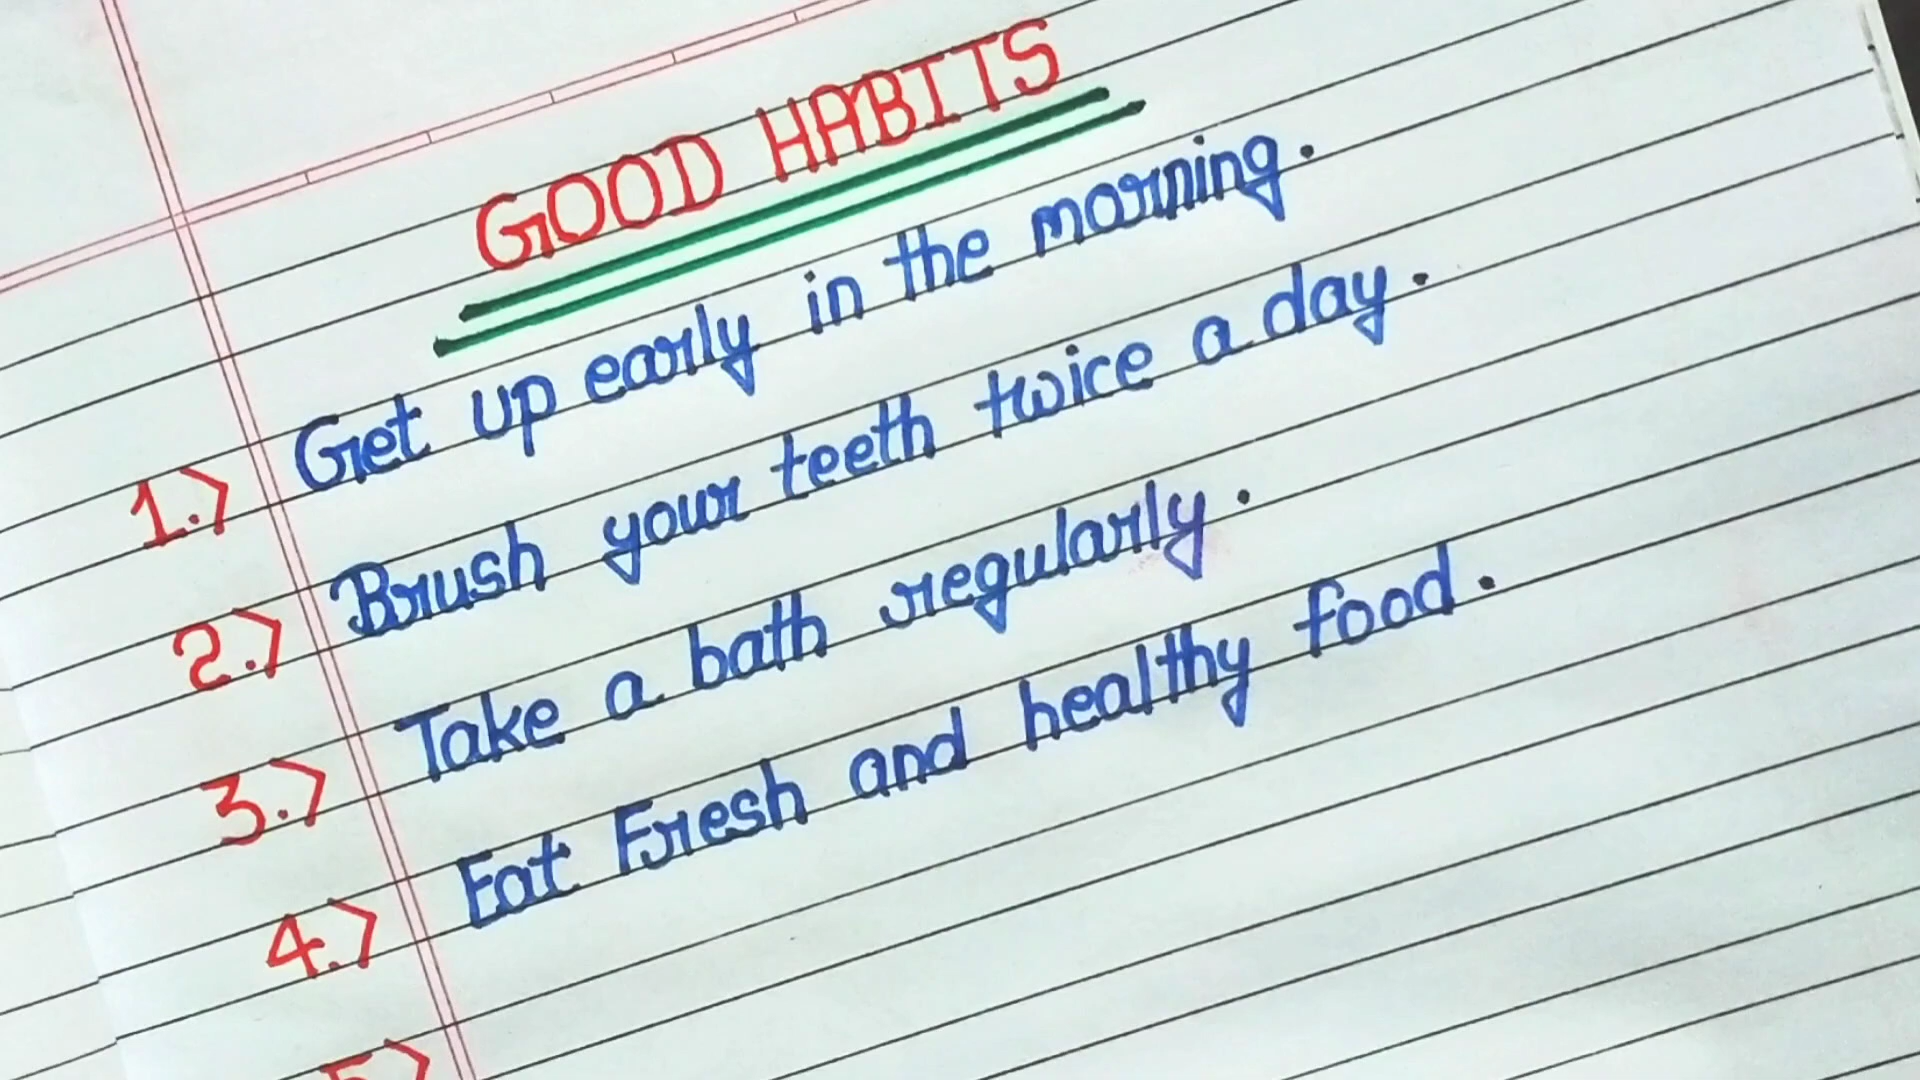 GOOD HABITS
1.) Get up early in the morning.
2.) Brush your teeth twice a day.
3.) Take a bath regularly.
4.) Eat Fresh and healthy food.
5.)